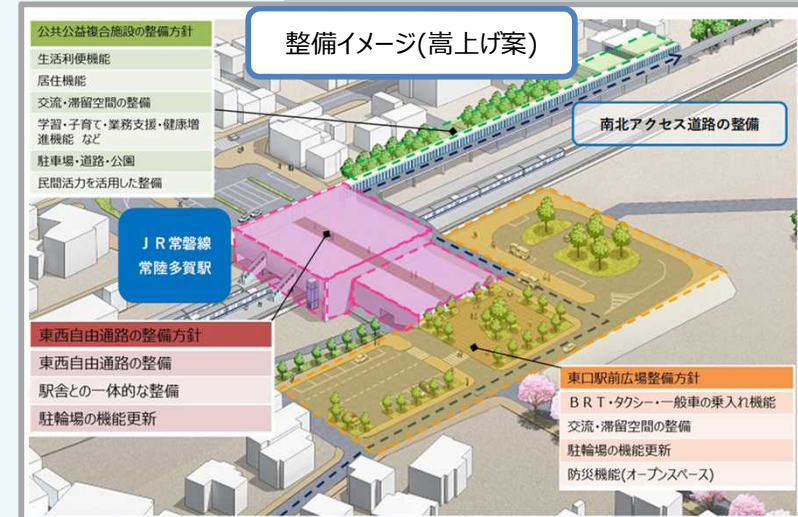 整備イメージ(嵩上げ案)
公共公益複合施設の整備方針
生活利便機能
居住機能
交流・滞留空間の整備
学習・子育て・業務支援・健康増
進機能 など
駐車場・道路・公園
民間活力を活用した整備
南北アクセス道路の整備
JR常磐線
常陸多賀駅
東西自由通路の整備方針
東西自由通路の整備
駅舎との一体的な整備
駐輪場の機能更新
東口駅前広場整備方針
BRT・タクシー・一般車の乗入れ機能
交流・滞留空間の整備
駐輪場の機能更新
防災機能(オープンスペース)